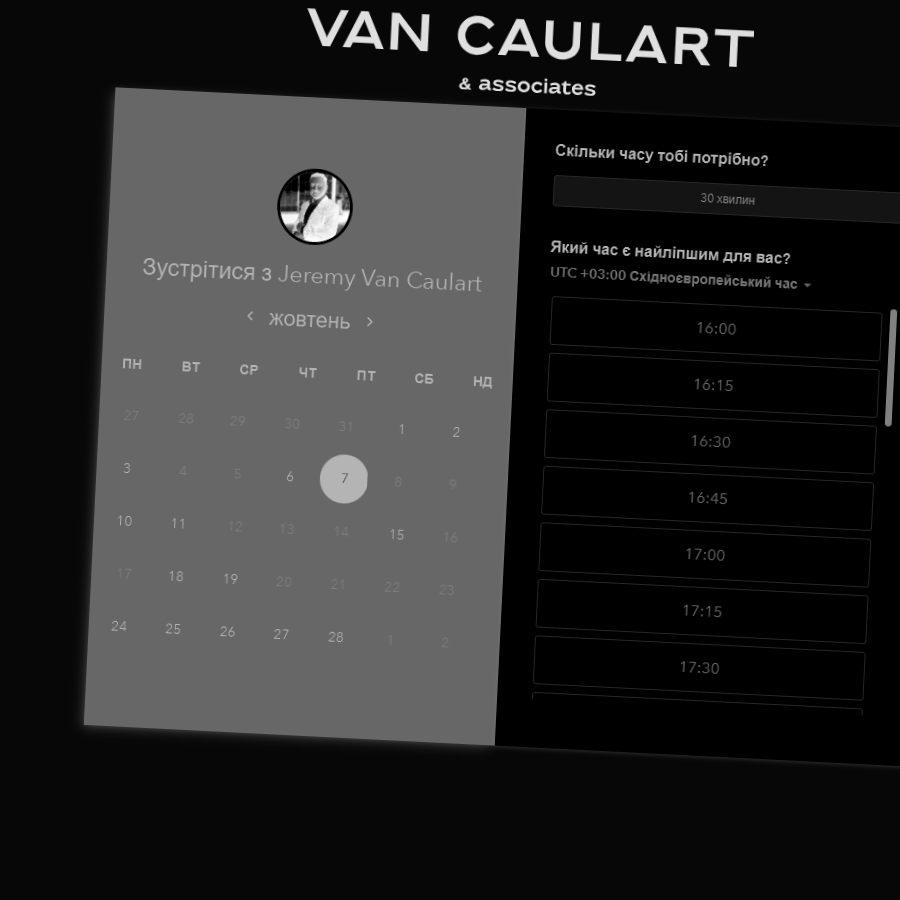 VAN CAULART
& associates
Зустрітися з Jeremy Van Caulart
жовтень
ПН ВТ СР ЧТ ПТ СБ НД
27 28 29 30 31 1 2
3 4 5 6 7 8 9
10 11 12 13 14 15 16
17 18 19 20 21 22 23
24 25 26 27 28 1 2
Скільки часу тобі потрібно?
30 хвилин
Який час є найліпшим для вас?
UTC +03:00 Східноєвропейський час
16:00
16:15
16:30
16:45
17:00
17:15
17:30